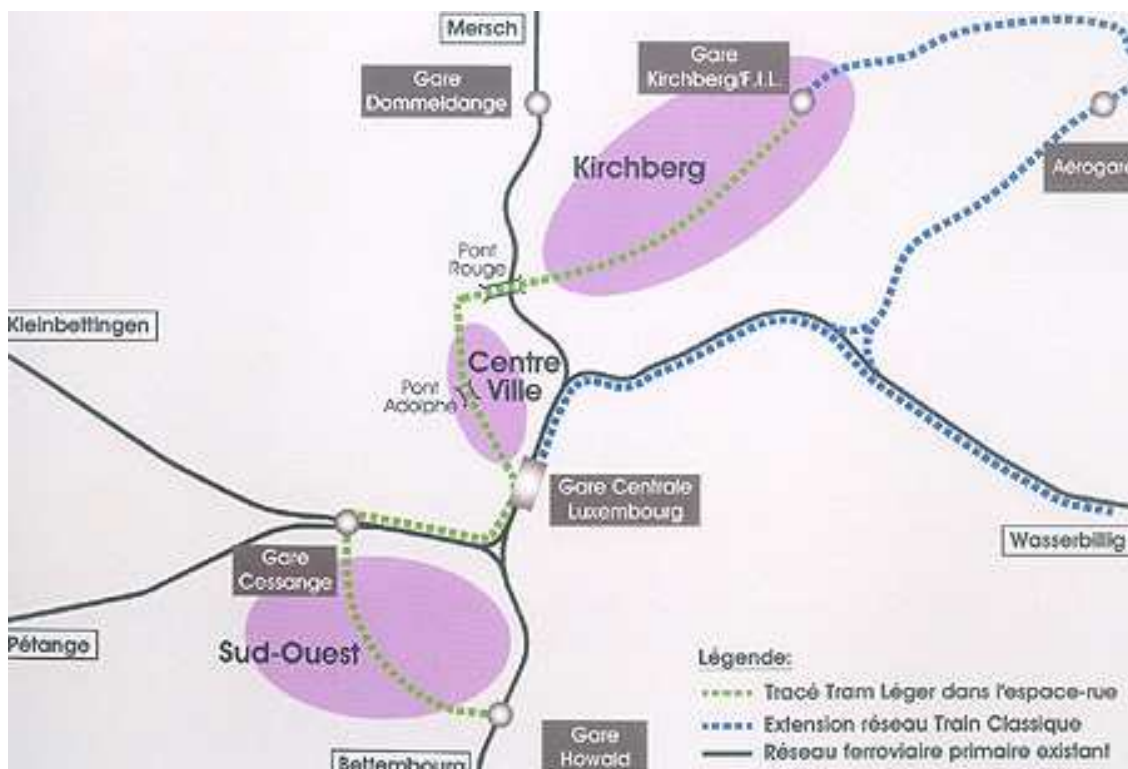 Mersch
Gare
Dommeldange
Gare
Kirchberg/F.I.L.
Kirchberg
Aérogare
Pont
Rouge
Kleinbettingen
Centre
Ville
Pont
Adolphe
Gare Centrale
Luxembourg
Wasserbillig
Gare
Cessange
Pétange
Sud-Ouest
Légende:
Tracé Tram Léger dans l'espace-rue
Extension réseau Train Classique
Réseau ferroviaire primaire existant
Gare
Howald
Bettembourg